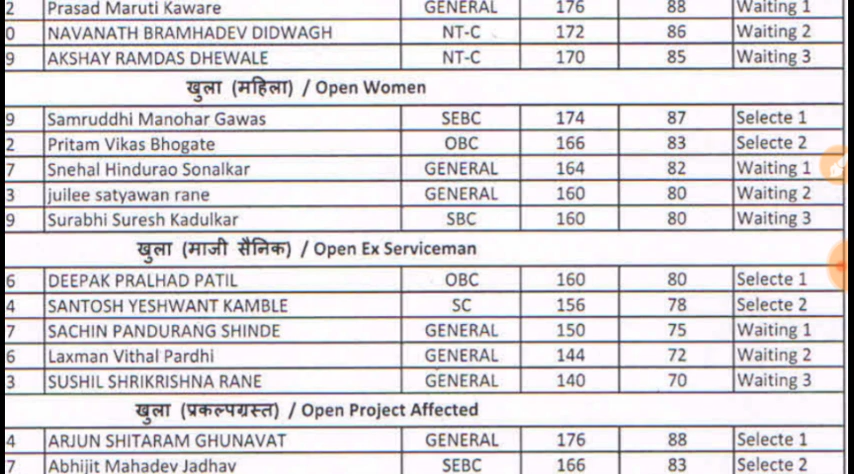 2 Prasad Maruti Kaware GENERAL 176 88 Waiting 1
0 NAVANATH BRAMHADEV DIDWAGH NT-C 172 86 Waiting 2
9 AKSHAY RAMDAS DHEWALE NT-C 170 85 Waiting 3
खुला (महिला) / Open Women
9 Samruddhi Manohar Gawas SEBC 174 87 Selecte 1
2 Pritam Vikas Bhogate OBC 166 83 Selecte 2
7 Snehal Hindurao Sonalkar GENERAL 164 82 Waiting 1
3 juilee satyawan rane GENERAL 160 80 Waiting 2
9 Surabhi Suresh Kadulkar SBC 160 80 Waiting 3
खुला (माजी सैनिक) / Open Ex Serviceman
6 DEEPAK PRALHAD PATIL OBC 160 80 Selecte 1
4 SANTOSH YESHWANT KAMBLE SC 156 78 Selecte 2
7 SACHIN PANDURANG SHINDE GENERAL 150 75 Waiting 1
6 Laxman Vithal Pardhi GENERAL 144 72 Waiting 2
3 SUSHIL SHRIKRISHNA RANE GENERAL 140 70 Waiting 3
खुला (प्रकल्पग्रस्त) / Open Project Affected
4 ARJUN SHITARAM GHUNAVAT GENERAL 176 88 Selecte 1
7 Abhijit Mahadev Jadhav SEBC 166 83 Selecte 2